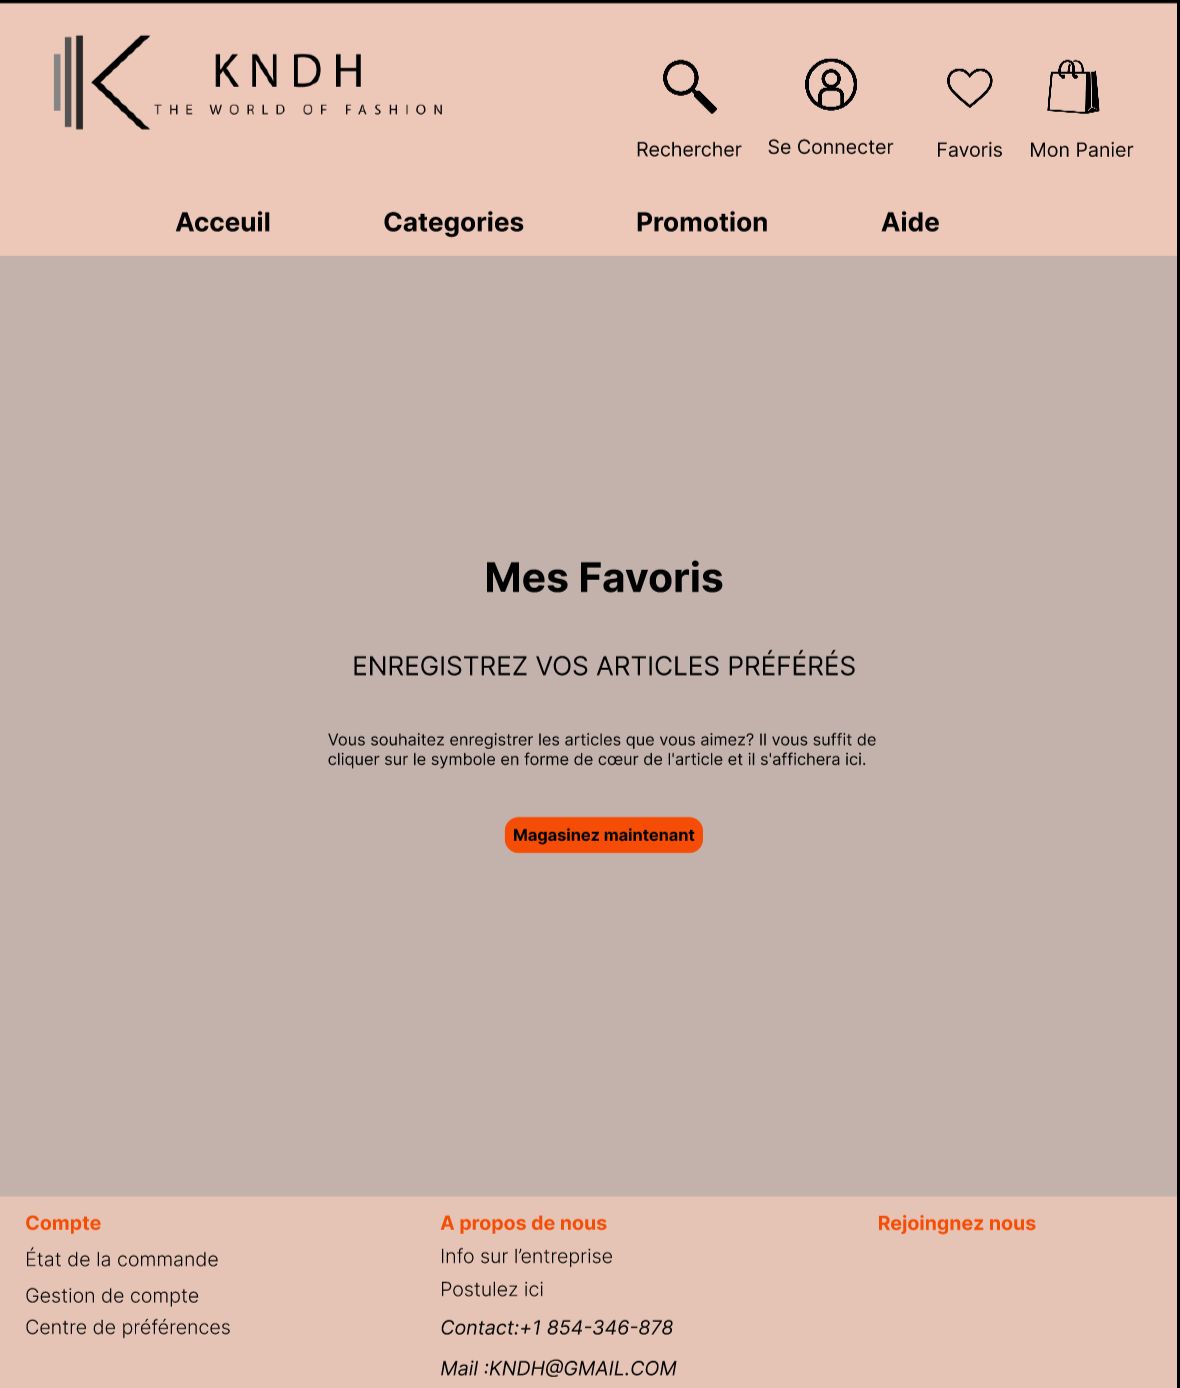 KNDH
THE WORLD OF FASHION
Rechercher
Se Connecter
Favoris
Mon Panier
Acceuil
Categories
Promotion
Aide
Mes Favoris
ENREGISTREZ VOS ARTICLES PRÉFÉRÉS
Vous souhaitez enregistrer les articles que vous aimez? Il vous suffit de
cliquer sur le symbole en forme de cœur de l'article et il s'affichera ici.
Magasinez maintenant
Compte
État de la commande
Gestion de compte
Centre de préférences
A propos de nous
Info sur l’entreprise
Postulez ici
Contact:+1 854-346-878
Mail :KNDH@GMAIL.COM
Rejoingnez nous